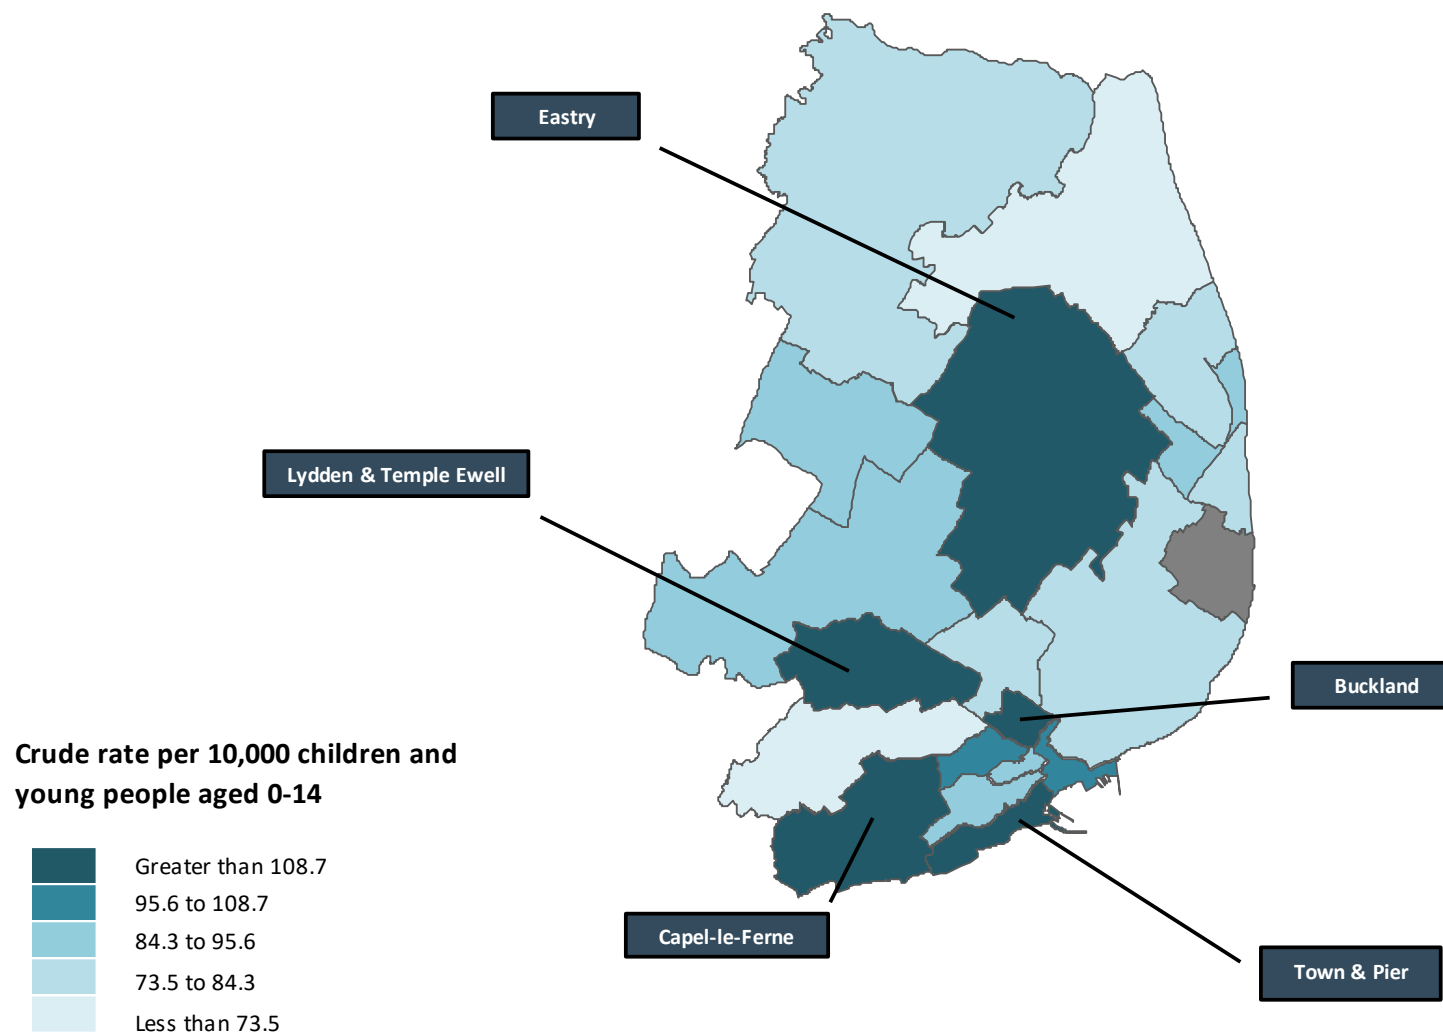 Eastry
Lydden & Temple Ewell
Buckland
Crude rate per 10,000 children and
young people aged 0-14
Greater than 108.7
95.6 to 108.7
84.3 to 95.6
73.5 to 84.3
Less than 73.5
Capel-le-Ferne
Town & Pier